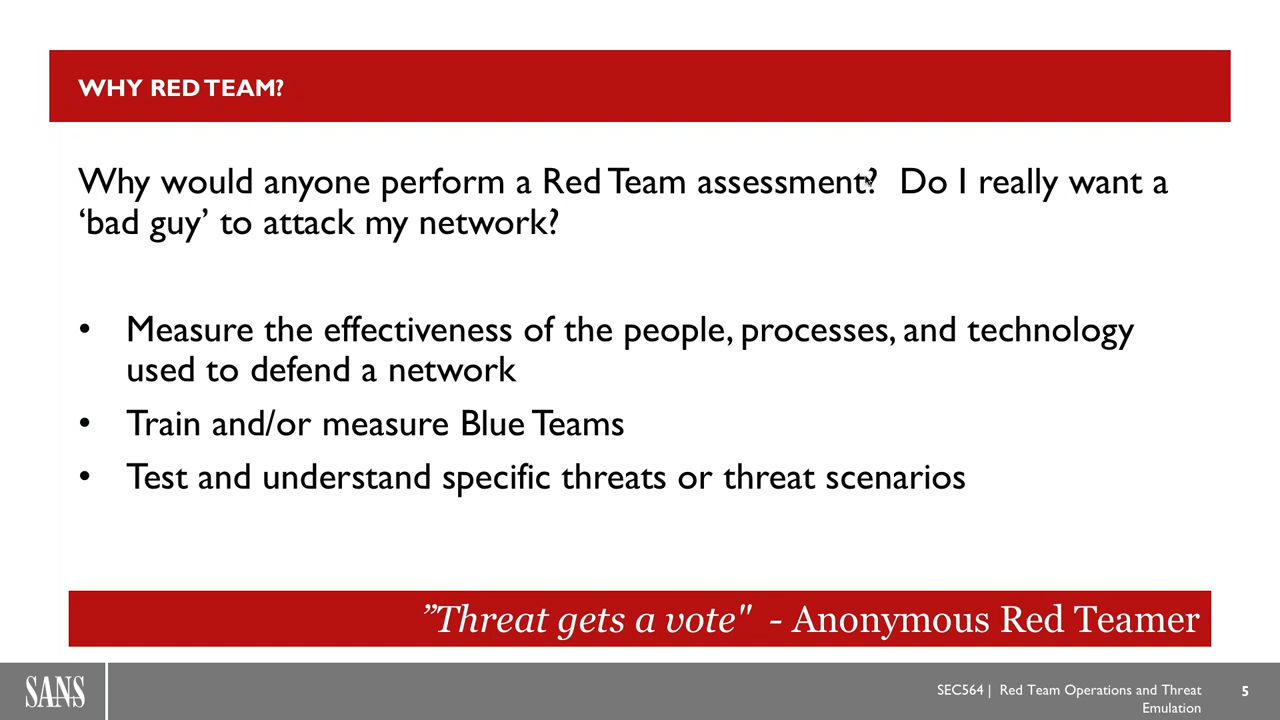 WHY RED TEAM?
Why would anyone perform a Red Team assessment? Do I really want a
‘bad guy’ to attack my network?
• Measure the effectiveness of the people, processes, and technology
used to defend a network
• Train and/or measure Blue Teams
• Test and understand specific threats or threat scenarios
”Threat gets a vote" - Anonymous Red Teamer
SANS
SEC564 | Red Team Operations and Threat
Emulation
5